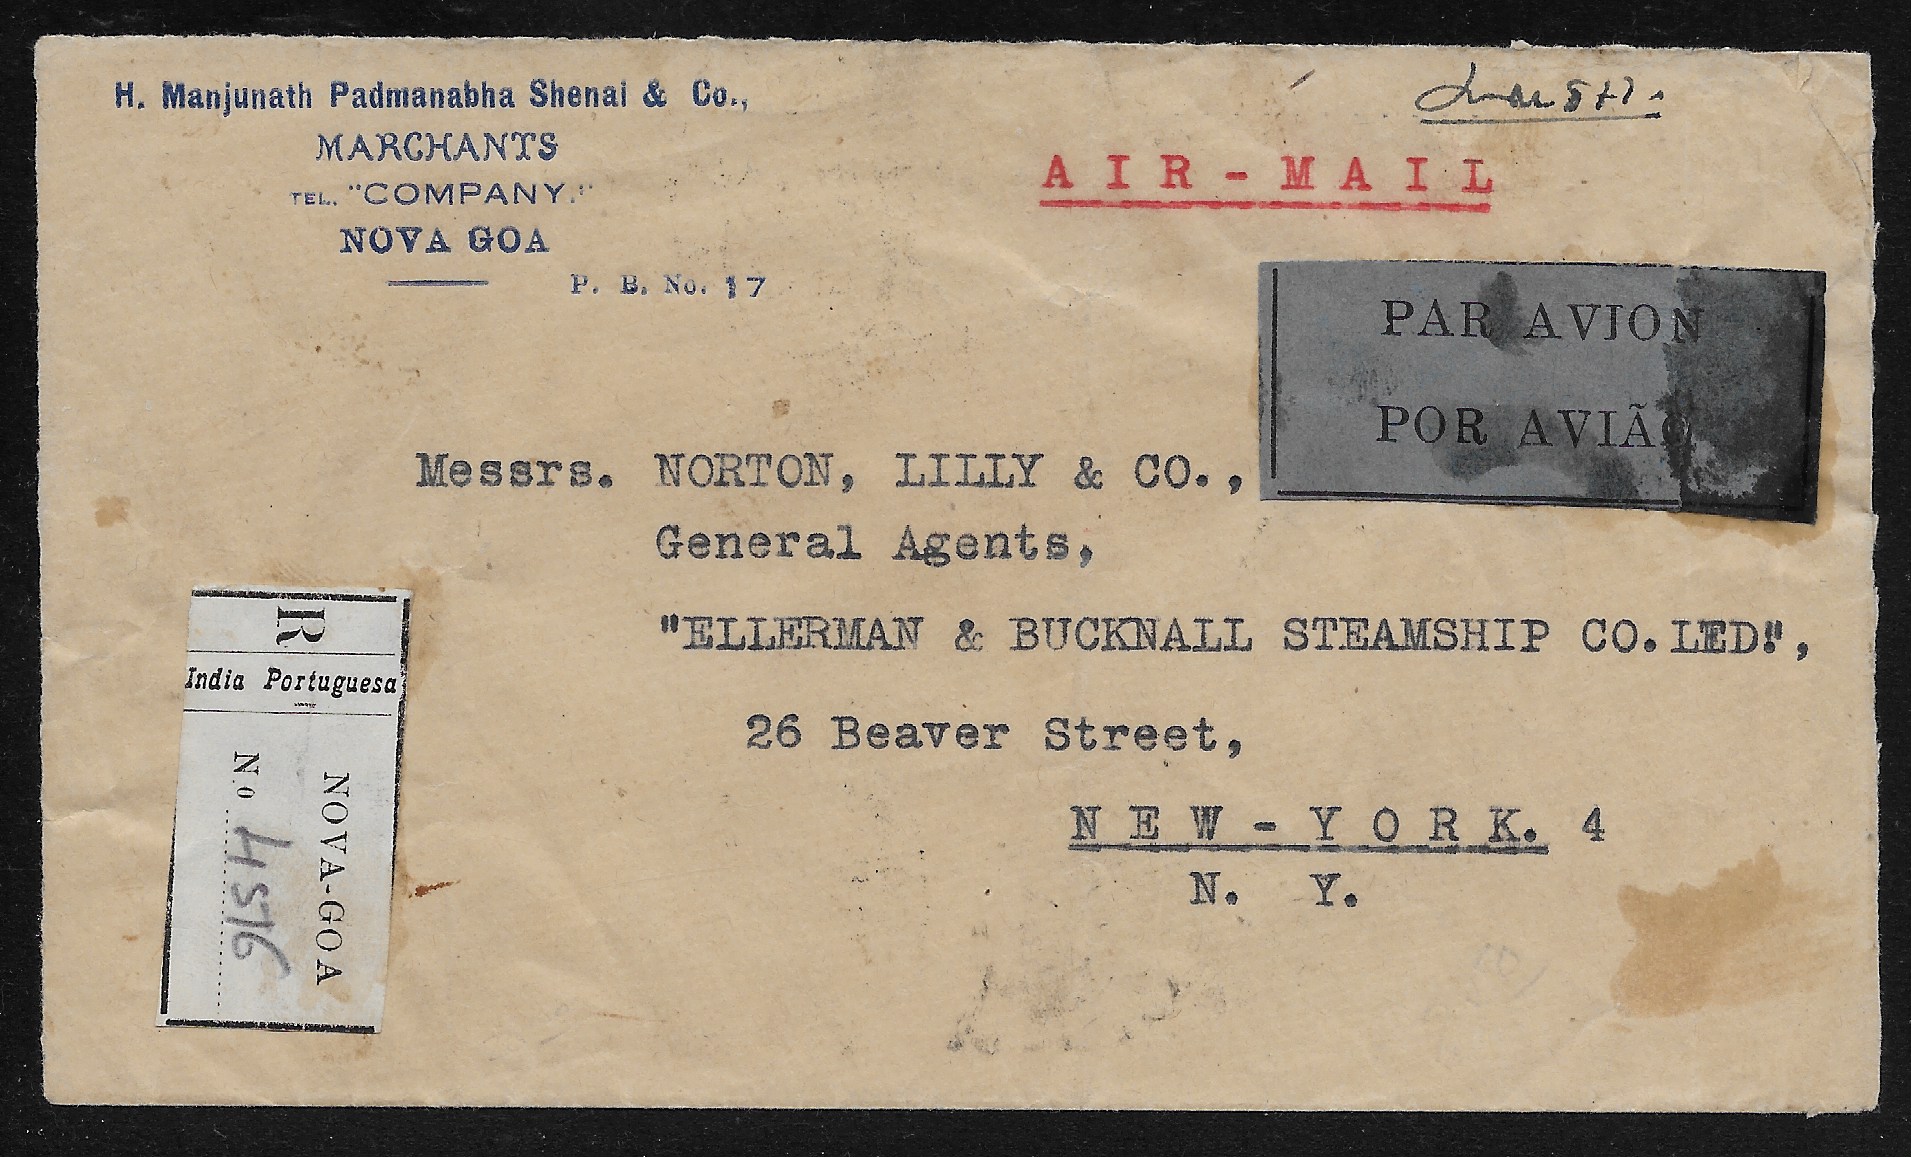 H. Manjunath Padmanabha Shenai & Co.,
MARCHANTS
TEL. "COMPANY."
NOVA GOA
P. B. No. 17
AIR-MAIL
PAR AVION
POR AVIÃO
Messrs. NORTON, LILLY & CO.,
General Agents,
"ELLERMAN & BUCKNALL STEAMSHIP CO.LTD",
26 Beaver Street,
NEW-YORK. 4
N. Y.
R
India Portuguesa
NOVA-GOA
No 4516